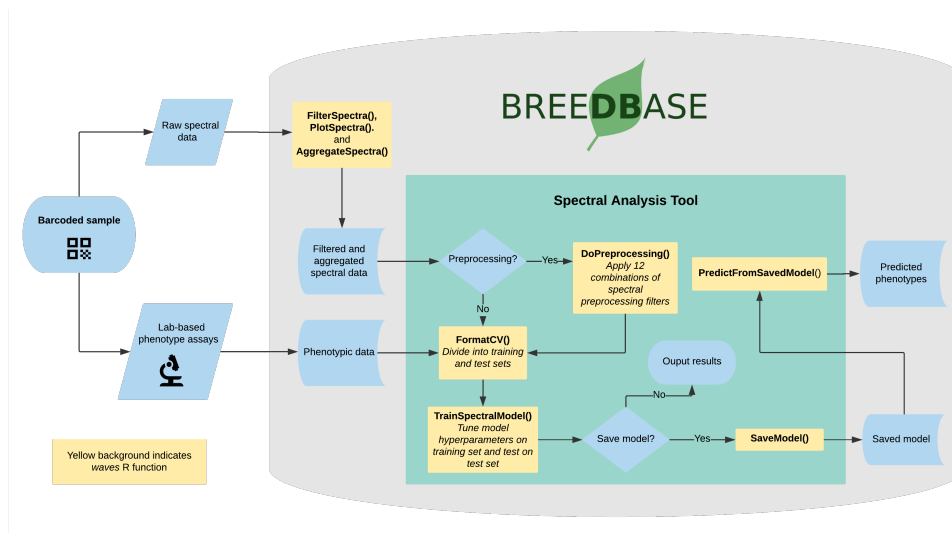 BREEDBASE
Raw spectral
data
FilterSpectra(),
PlotSpectra().
and
AggregateSpectra()
Barcoded sample
Spectral Analysis Tool
Filtered and
aggregated
spectral data
Preprocessing?
Yes
DoPreprocessing()
Apply 12
combinations of
spectral
preprocessing filters
PredictFromSavedModel()
Predicted
phenotypes
No
Lab-based
phenotype assays
Phenotypic data
FormatCV()
Divide into training
and test sets
Ouput results
No
TrainSpectralModel()
Tune model
hyperparameters on
training set and test on
test set
Save model?
Yes
SaveModel()
Saved model
Yellow background indicates
waves R function